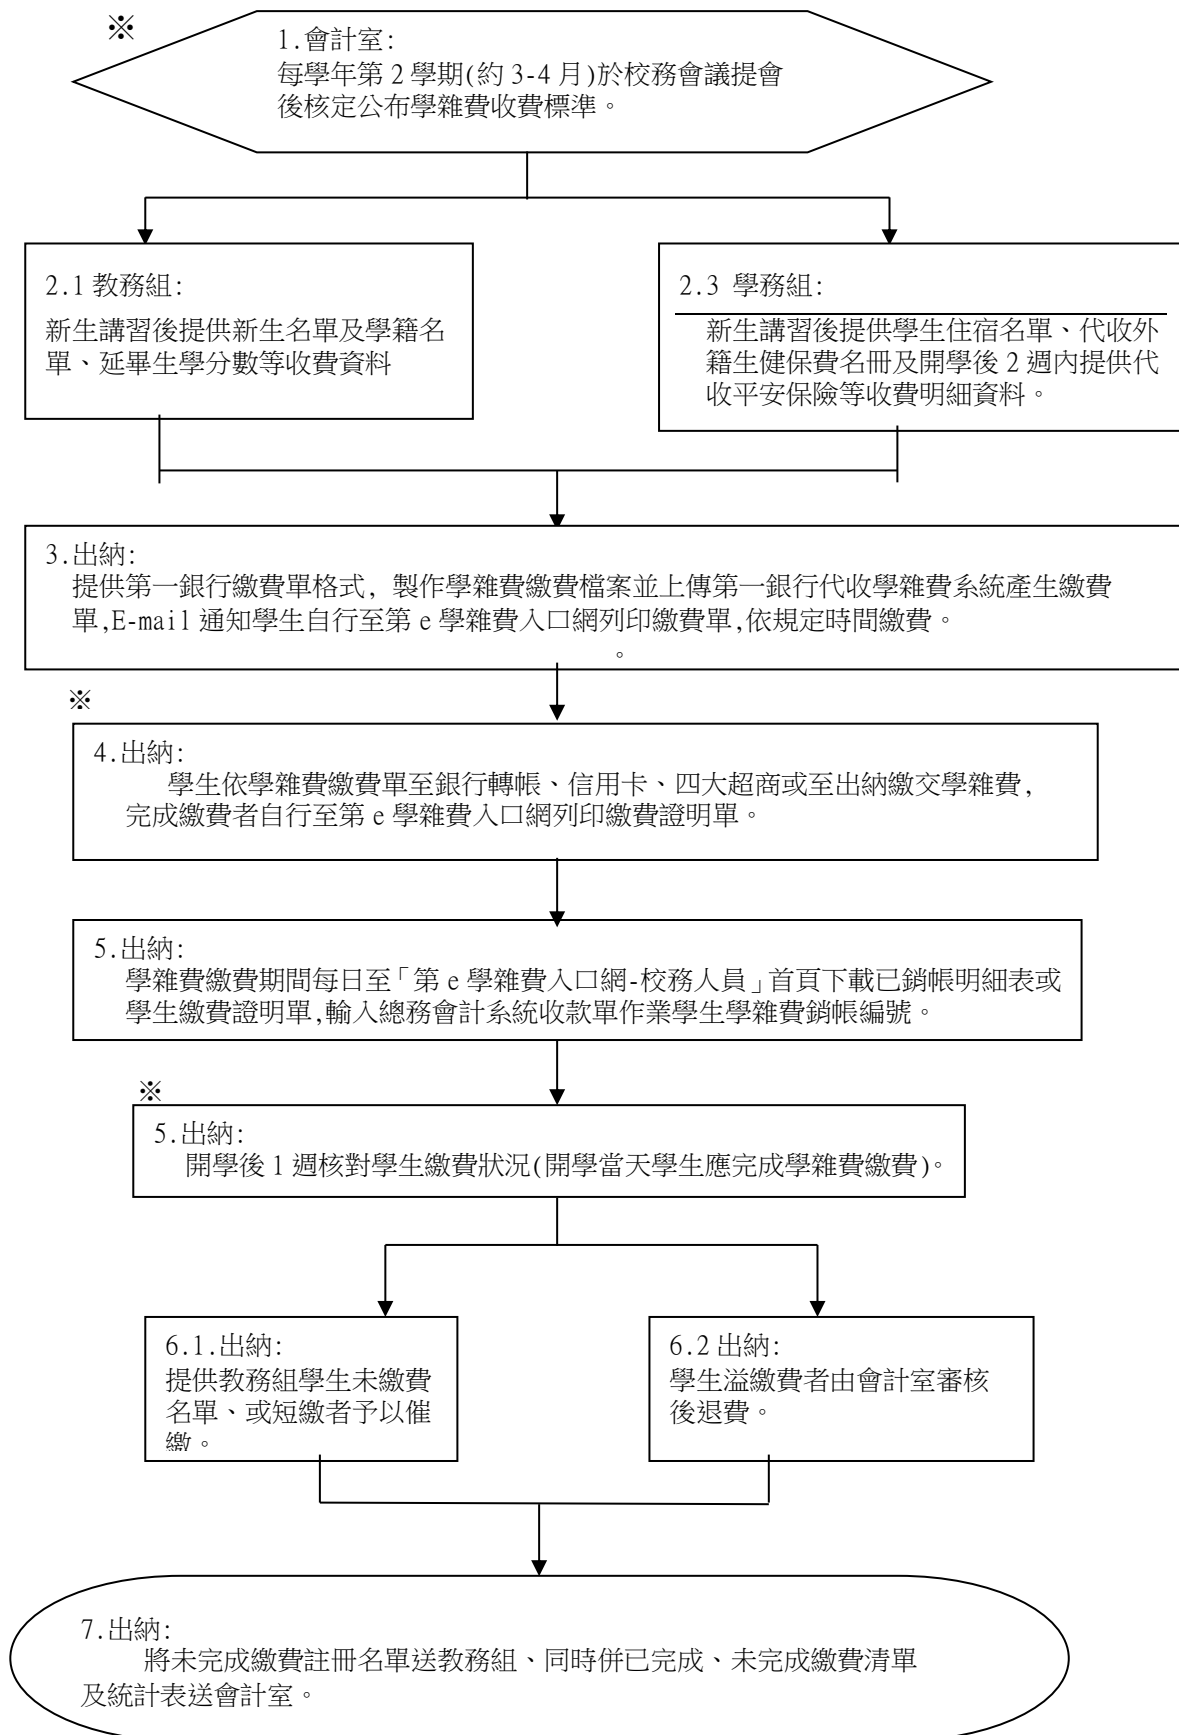 ※
1.會計室:
每學年第 2 學期(約 3-4 月)於校務會議提會
後核定公布學雜費收費標準。
2.1 教務組:
新生講習後提供新生名單及學籍名
單、延畢生學分數等收費資料
2.3 學務組:
新生講習後提供學生住宿名單、代收外
籍生健保費名冊及開學後 2 週內提供代
收平安保險等收費明細資料。
3.出納:
提供第一銀行繳費單格式, 製作學雜費繳費檔案並上傳第一銀行代收學雜費系統產生繳費
單,E-mail 通知學生自行至第 e 學雜費入口網列印繳費單,依規定時間繳費。
。
※
4.出納:
學生依學雜費繳費單至銀行轉帳、信用卡、四大超商或至出納繳交學雜費,
完成繳費者自行至第 e 學雜費入口網列印繳費證明單。
5.出納:
學雜費繳費期間每日至「第 e 學雜費入口網-校務人員」首頁下載已銷帳明細表或
學生繳費證明單,輸入總務會計系統收款單作業學生學雜費銷帳編號。
※
5.出納:
開學後 1 週核對學生繳費狀況(開學當天學生應完成學雜費繳費)。
6.1.出納:
提供教務組學生未繳費
名單、或短繳者予以催
繳。
6.2 出納:
學生溢繳費者由會計室審核
後退費。
7.出納:
將未完成繳費註冊名單送教務組、同時併已完成、未完成繳費清單
及統計表送會計室。